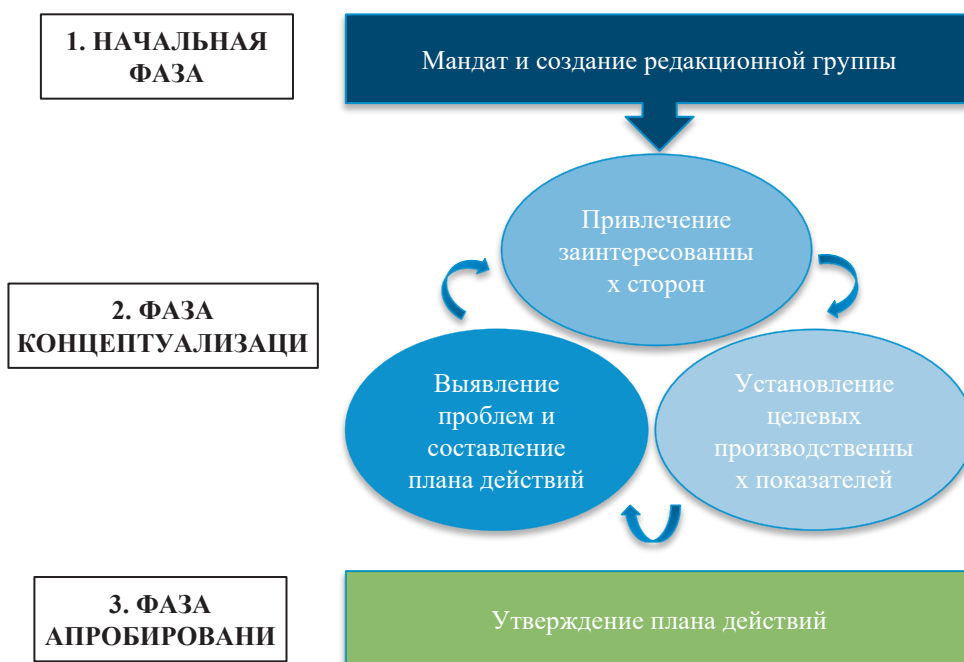 1. НАЧАЛЬНАЯ
ФАЗА
Мандат и создание редакционной группы
Привлечение
заинтересованны
х сторон
2. ФАЗА
КОНЦЕПТУАЛИЗАЦИ
Выявление
проблем и
составление
плана действий
Установление
целевых
производственны
х показателей
3. ФАЗА
АПРОБИРОВАНИ
Утверждение плана действий